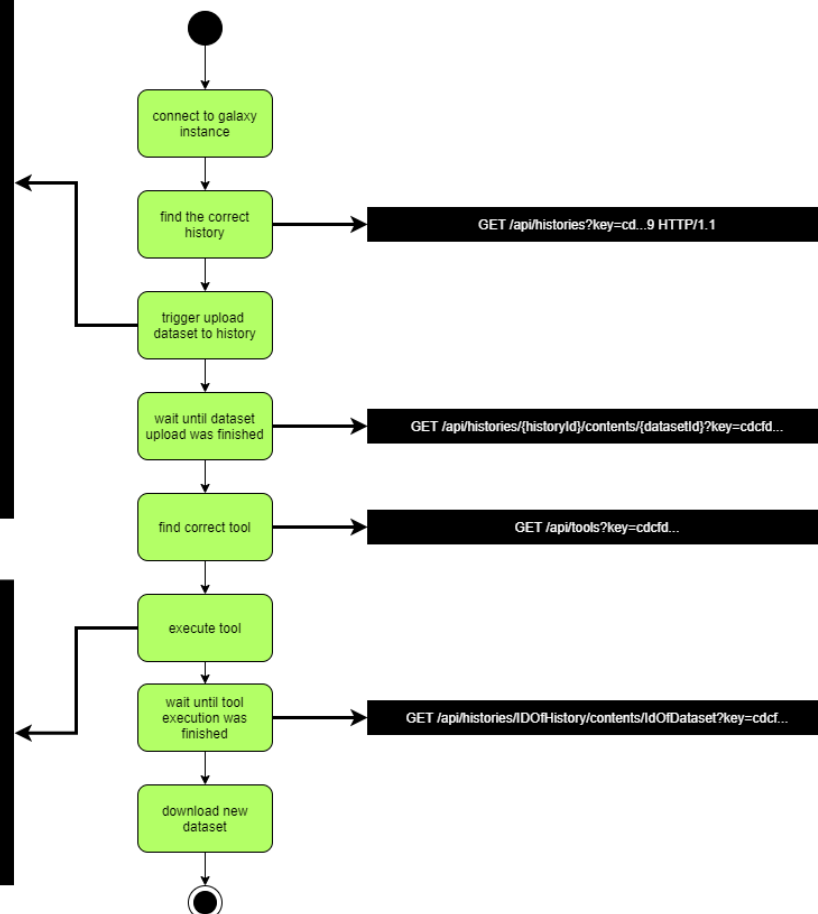 connect to galaxy
instance
find the correct
history
GET /api/histories?key=cd...9 HTTP/1.1
trigger upload
dataset to history
wait until dataset
upload was finished
GET /api/histories/{historyId}/contents/{datasetId}?key=cdcfd...
find correct tool
GET /api/tools?key=cdcfd...
execute tool
wait until tool
execution was
finished
GET /api/histories/IDOfHistory/contents/IdOfDataset?key=cdcf...
download new
dataset